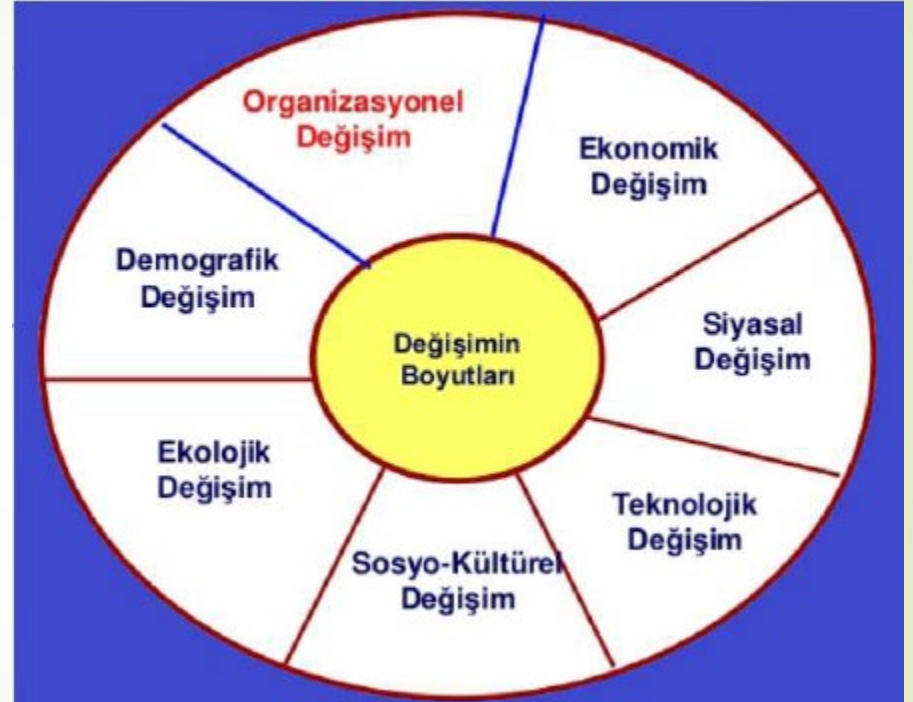 Organizasyonel
Değişim
Ekonomik
Değişim
Siyasal
Değişim
Teknolojik
Değişim
Sosyo-Kültürel
Değişim
Ekolojik
Değişim
Demografik
Değişim
Değişimin
Boyutları